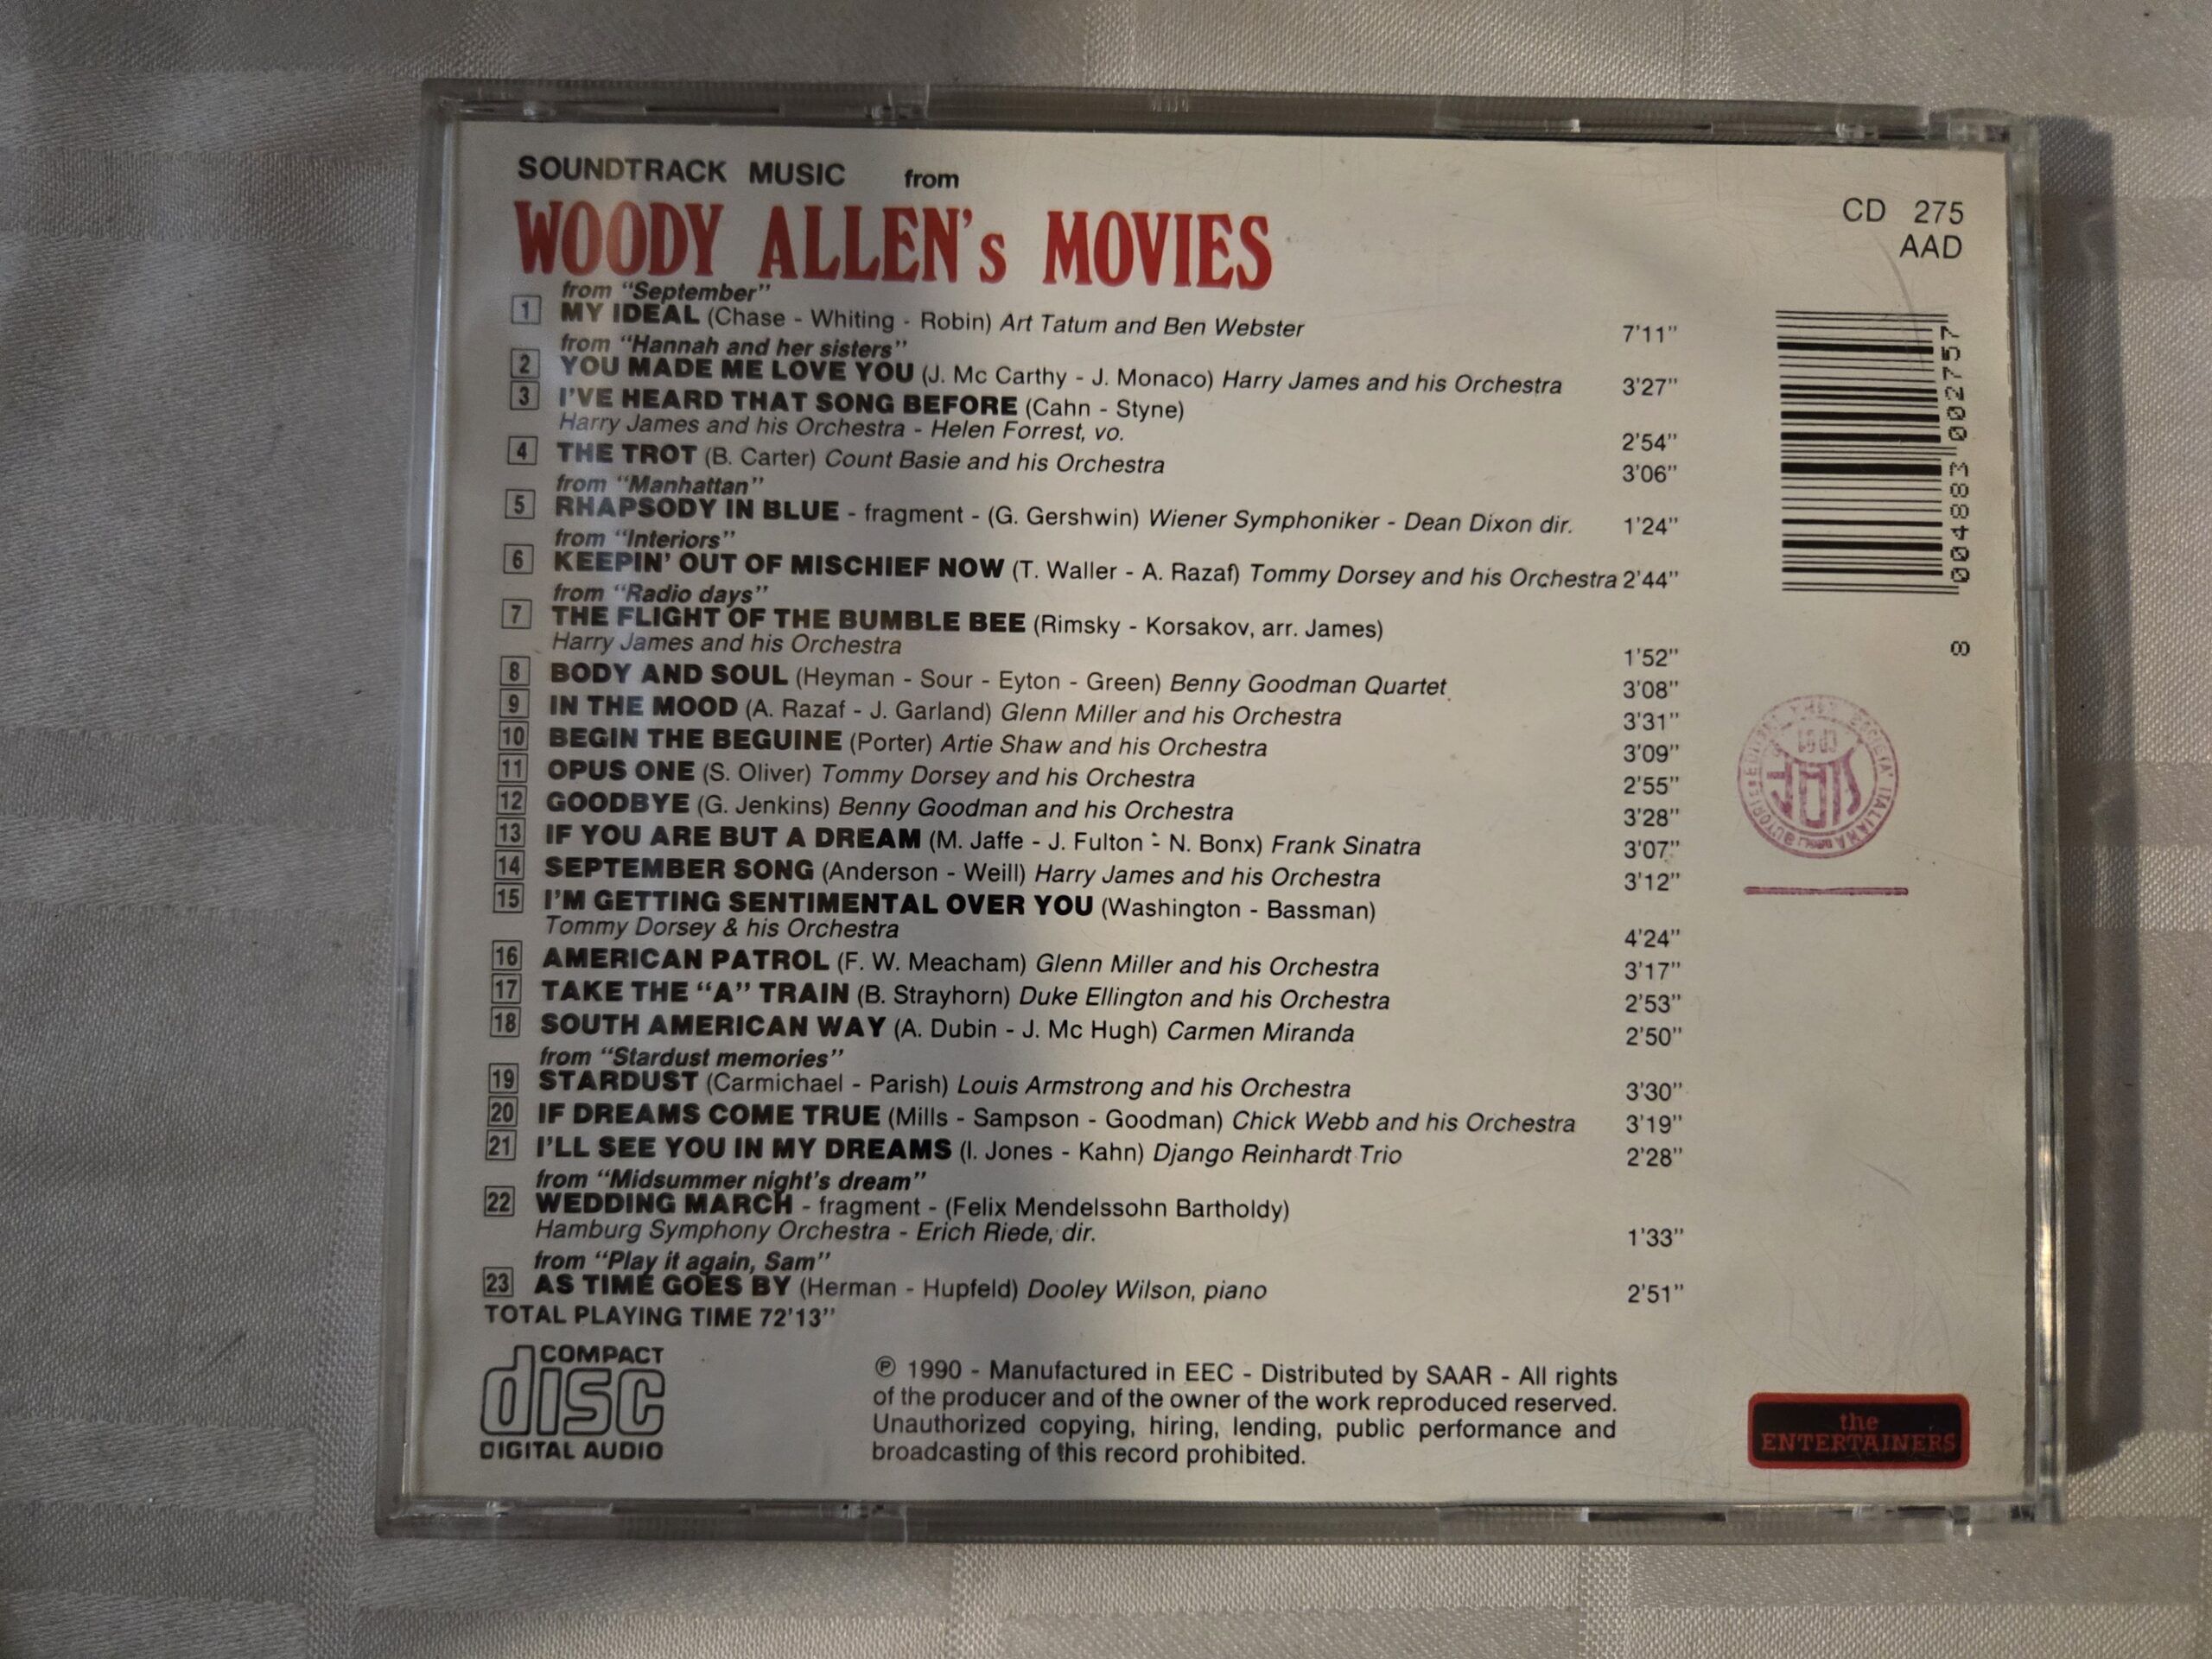 SOUNDTRACK MUSIC from
WOODY ALLEN's MOVIES
CD 275
AAD
from "September"
1 MY IDEAL (Chase - Whiting - Robin) Art Tatum and Ben Webster 7'11"
from "Hannah and her sisters"
2 YOU MADE ME LOVE YOU (J. Mc Carthy - J. Monaco) Harry James and his Orchestra 3'27"
3 I'VE HEARD THAT SONG BEFORE (Cahn - Styne)
Harry James and his Orchestra - Helen Forrest, vo. 2'54"
4 THE TROT (B. Carter) Count Basie and his Orchestra 3'06"
from "Manhattan"
5 RHAPSODY IN BLUE - fragment - (G. Gershwin) Wiener Symphoniker - Dean Dixon dir. 1'24"
from "Interiors"
6 KEEPIN' OUT OF MISCHIEF NOW (T. Waller - A. Razaf) Tommy Dorsey and his Orchestra 2'44"
from "Radio days"
7 THE FLIGHT OF THE BUMBLE BEE (Rimsky - Korsakov, arr. James)
Harry James and his Orchestra 1'52"
8 BODY AND SOUL (Heyman - Sour - Eyton - Green) Benny Goodman Quartet 3'08"
9 IN THE MOOD (A. Razaf - J. Garland) Glenn Miller and his Orchestra 3'31"
10 BEGIN THE BEGUINE (Porter) Artie Shaw and his Orchestra 3'09"
11 OPUS ONE (S. Oliver) Tommy Dorsey and his Orchestra 2'55"
12 GOODBYE (G. Jenkins) Benny Goodman and his Orchestra 3'28"
13 IF YOU ARE BUT A DREAM (M. Jaffe - J. Fulton - N. Bonx) Frank Sinatra 3'07"
14 SEPTEMBER SONG (Anderson - Weill) Harry James and his Orchestra 3'12"
15 I'M GETTING SENTIMENTAL OVER YOU (Washington - Bassman)
Tommy Dorsey & his Orchestra 4'24"
16 AMERICAN PATROL (F. W. Meacham) Glenn Miller and his Orchestra 3'17"
17 TAKE THE "A" TRAIN (B. Strayhorn) Duke Ellington and his Orchestra 2'53"
18 SOUTH AMERICAN WAY (A. Dubin - J. Mc Hugh) Carmen Miranda 2'50"
from "Stardust memories"
19 STARDUST (Carmichael - Parish) Louis Armstrong and his Orchestra 3'30"
20 IF DREAMS COME TRUE (Mills - Sampson - Goodman) Chick Webb and his Orchestra 3'19"
21 I'LL SEE YOU IN MY DREAMS (I. Jones - Kahn) Django Reinhardt Trio 2'28"
from "Midsummer night's dream"
22 WEDDING MARCH - fragment - (Felix Mendelssohn Bartholdy)
Hamburg Symphony Orchestra - Erich Riede, dir. 1'33"
from "Play it again, Sam"
23 AS TIME GOES BY (Herman - Hupfeld) Dooley Wilson, piano 2'51"
TOTAL PLAYING TIME 72'13"
8 004883 002757
SOCIETA' ITALIANA
SIAE
COMPACT
disc
DIGITAL AUDIO
℗ 1990 - Manufactured in EEC - Distributed by SAAR - All rights
of the producer and of the owner of the work reproduced reserved.
Unauthorized copying, hiring, lending, public performance and
broadcasting of this record prohibited.
the
ENTERTAINERS